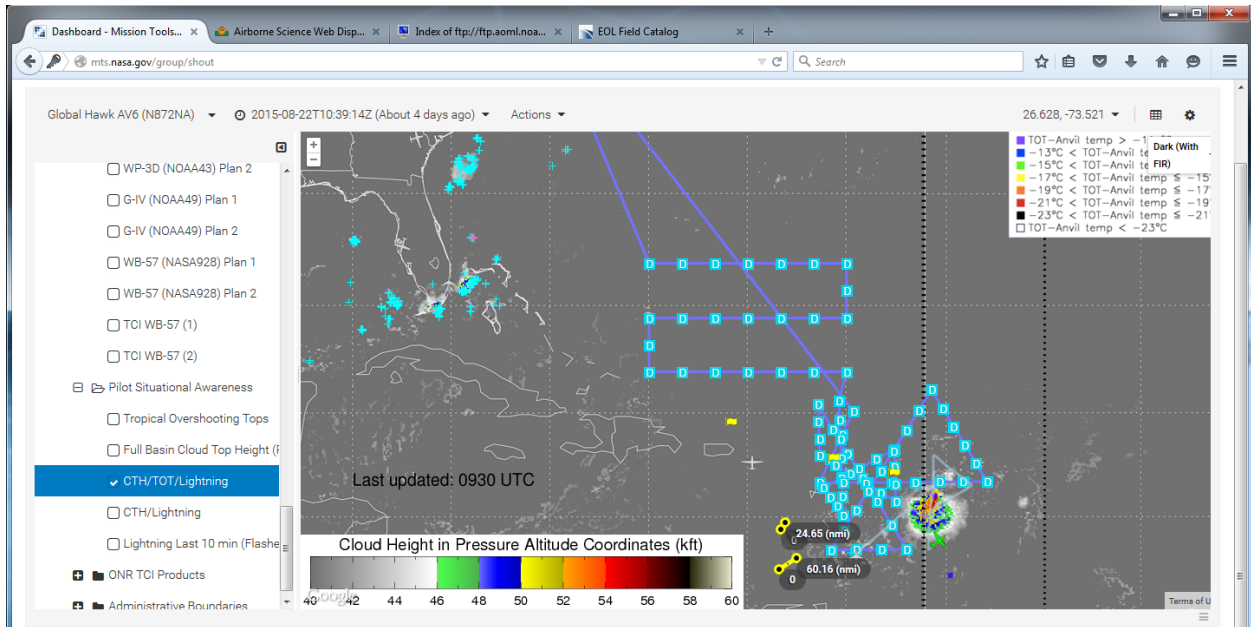 Dashboard - Mission Tools...
Airborne Science Web Disp...
Index of ftp://ftp.aoml.noa...
EOL Field Catalog
mts.nasa.gov/group/shout
Search
Global Hawk AV6 (N872NA)
2015-08-22T10:39:14Z (About 4 days ago)
Actions
26.628, -73.521
WP-3D (NOAA43) Plan 2
G-IV (NOAA49) Plan 1
G-IV (NOAA49) Plan 2
WB-57 (NASA928) Plan 1
WB-57 (NASA928) Plan 2
TCI WB-57 (1)
TCI WB-57 (2)
Pilot Situational Awareness
Tropical Overshooting Tops
Full Basin Cloud Top Height (
CTH/TOT/Lightning
CTH/Lightning
Lightning Last 10 min (Flashe
ONR TCI Products
Administrative Boundaries
TOT-Anvil temp > -1
-13°C < TOT-Anvil te
-15°C < TOT-Anvil te
-17°C < TOT-Anvil temp ≤ -15
-19°C < TOT-Anvil temp ≤ -17
-21°C < TOT-Anvil temp ≤ -19
-23°C < TOT-Anvil temp ≤ -21
TOT-Anvil temp < -23°C
Dark (With
FIR)
D D D D D D D
D
D D D D D D D
D
D D D D D D D
Last updated: 0930 UTC
24.65 (nmi)
0
60.16 (nmi)
0
Cloud Height in Pressure Altitude Coordinates (kft)
40 42 44 46 48 50 52 54 56 58 60
Google
Terms of U